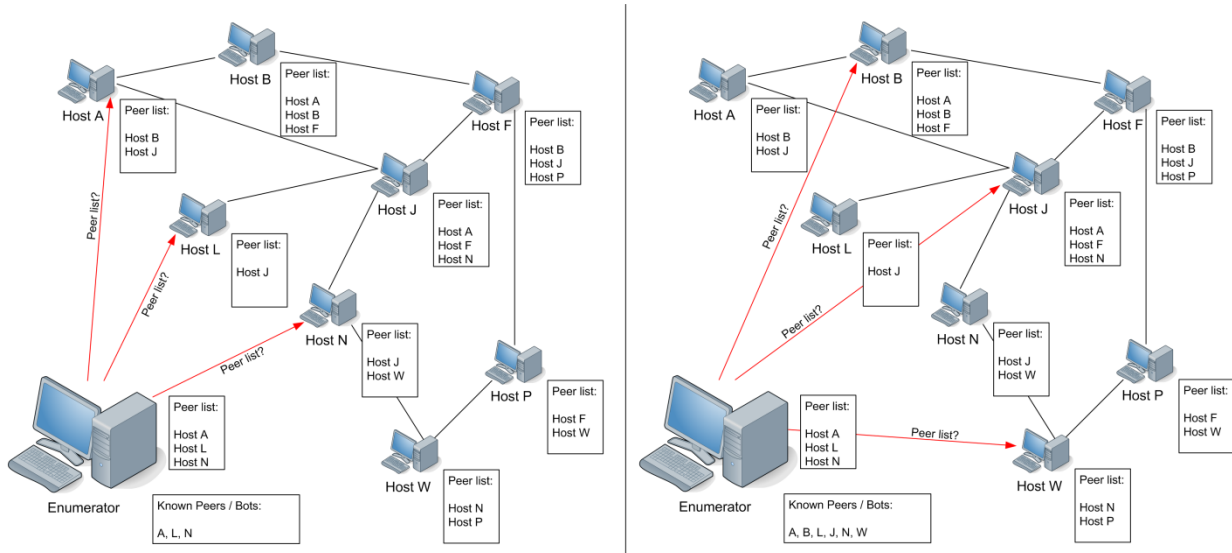 Host B
Peer list:
Host A
Host B
Host F
Host A
Peer list:
Host B
Host J
Host F
Peer list:
Host B
Host J
Host P
Peer list?
Host L
Peer list:
Host J
Host J
Peer list:
Host A
Host F
Host N
Peer list?
Peer list?
Host N
Peer list:
Host J
Host W
Host P
Peer list:
Host F
Host W
Peer list:
Host A
Host L
Host N
Host W
Peer list:
Host N
Host P
Enumerator
Known Peers / Bots:
A, L, N
Host B
Peer list:
Host A
Host B
Host F
Host A
Peer list:
Host B
Host J
Host F
Peer list:
Host B
Host J
Host P
Peer list?
Host L
Peer list:
Host J
Host J
Peer list:
Host A
Host F
Host N
Peer list?
Host N
Peer list:
Host J
Host W
Host P
Peer list:
Host F
Host W
Peer list:
Host A
Host L
Host N
Peer list?
Host W
Peer list:
Host N
Host P
Enumerator
Known Peers / Bots:
A, B, L, J, N, W